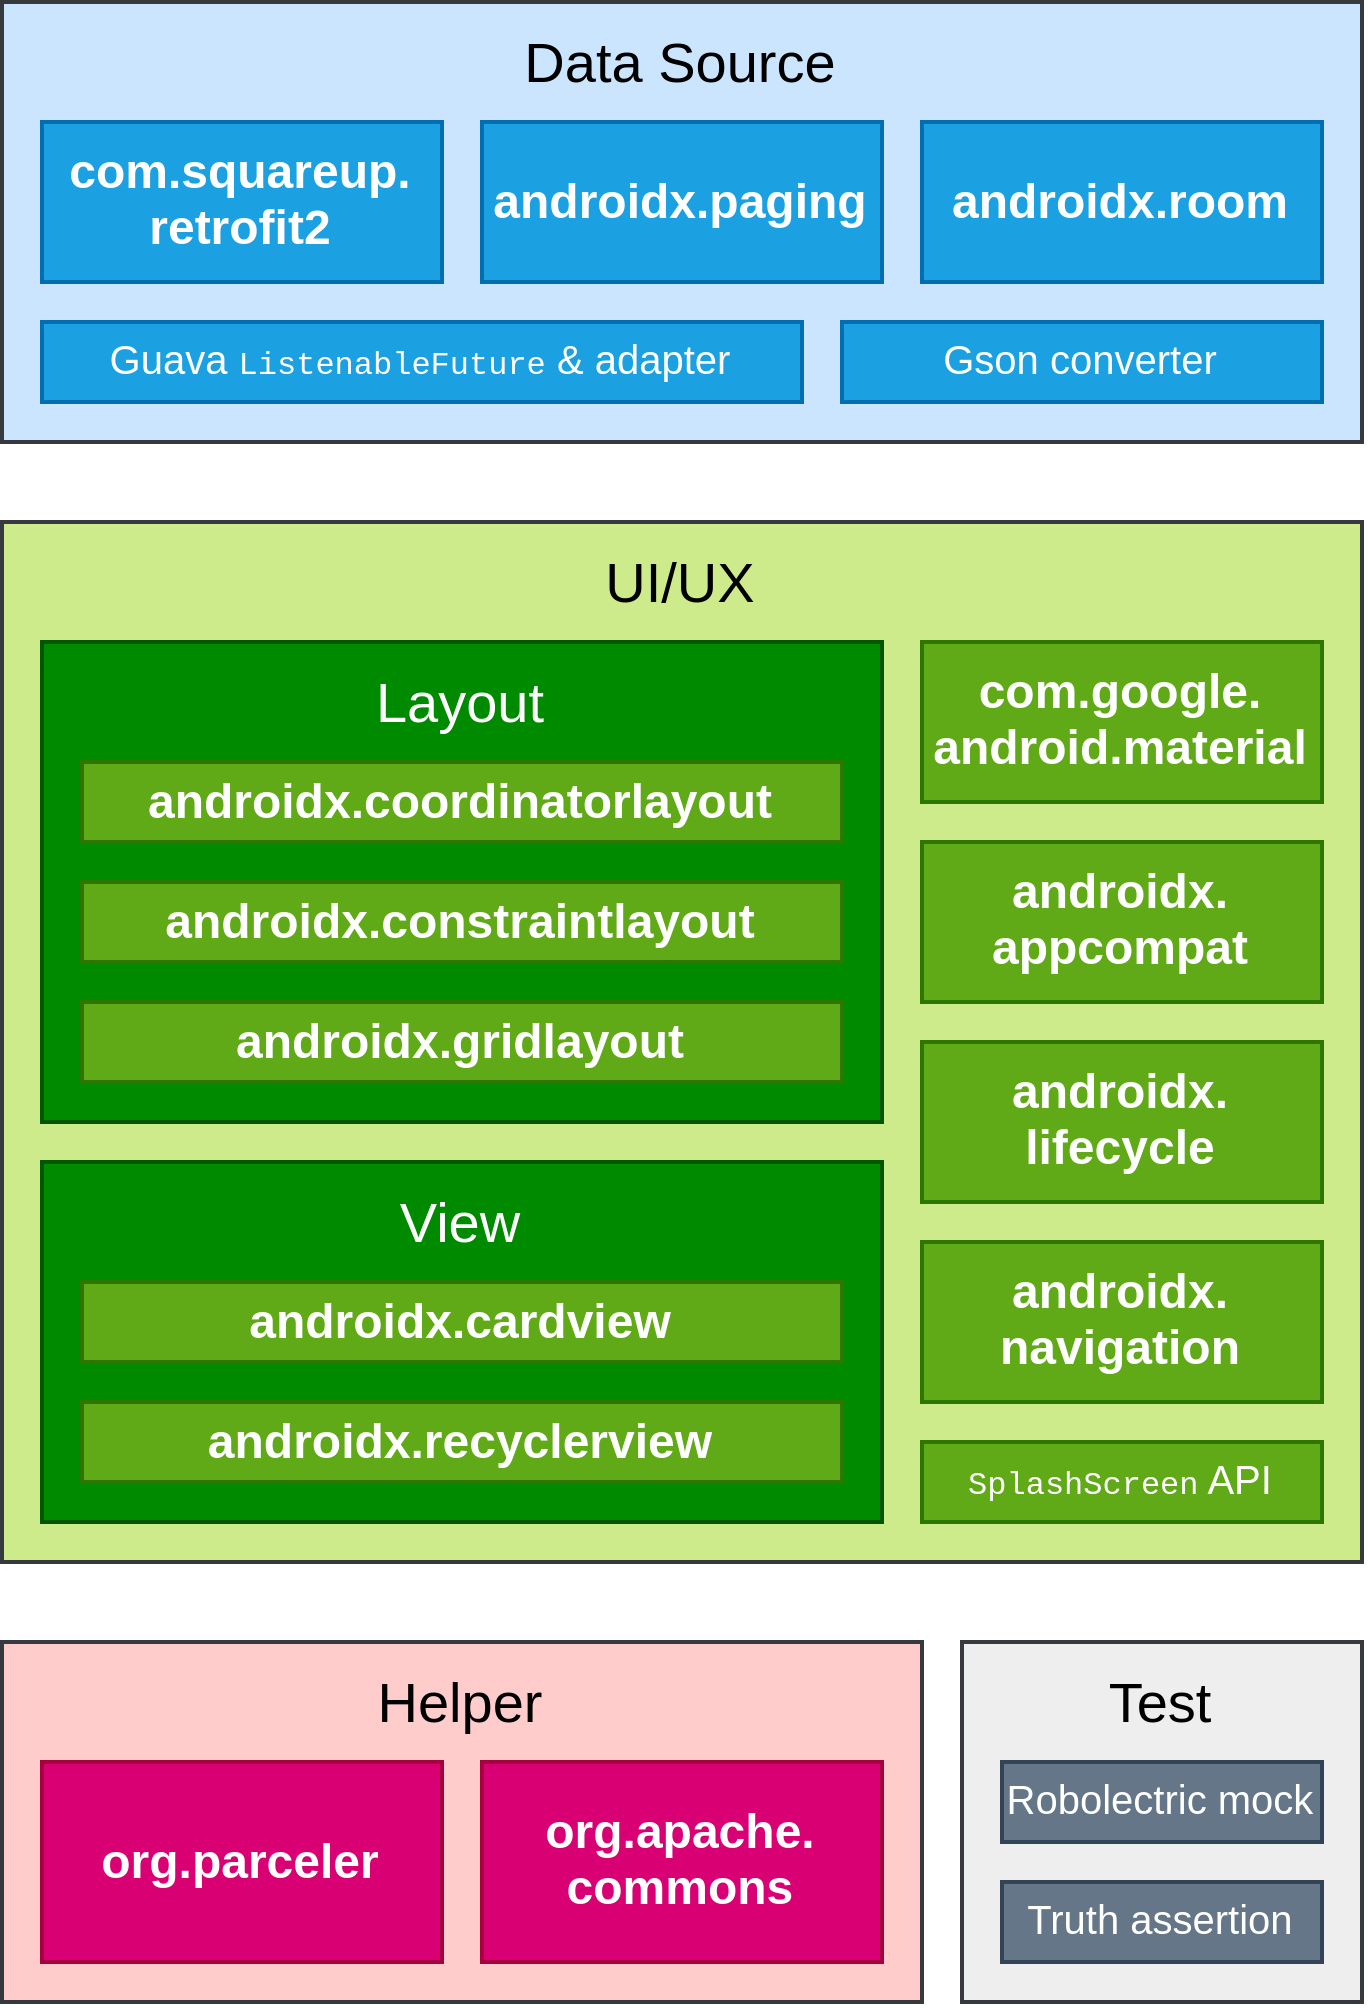 Data Source
com.squareup.
retrofit2
androidx.paging
androidx.room
Guava ListenableFuture & adapter
Gson converter
UI/UX
Layout
androidx.coordinatorlayout
androidx.constraintlayout
androidx.gridlayout
View
androidx.cardview
androidx.recyclerview
com.google.
android.material
androidx.
appcompat
androidx.
lifecycle
androidx.
navigation
SplashScreen API
Helper
org.parceler
org.apache.
commons
Test
Robolectric mock
Truth assertion